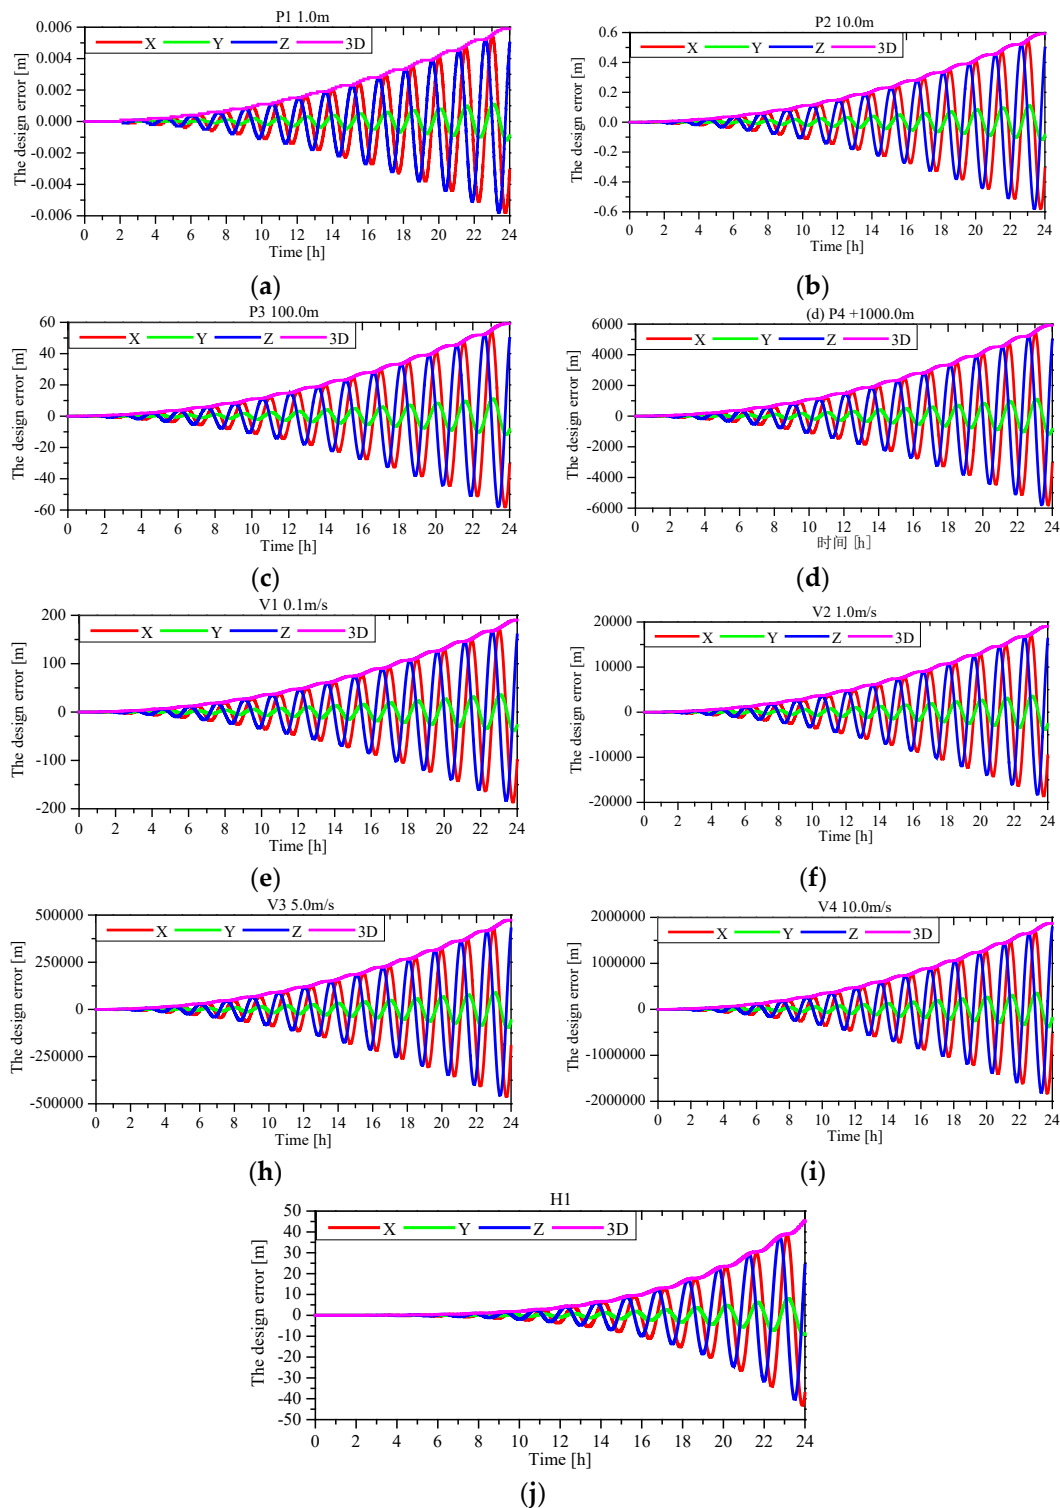 P1 1.0m
X Y Z 3D
The design error [m]
0.006
0.004
0.002
0.000
-0.002
-0.004
-0.006
0 2 4 6 8 10 12 14 16 18 20 22 24
Time [h]
(a)
P2 10.0m
X Y Z 3D
The design error [m]
0.6
0.4
0.2
0.0
-0.2
-0.4
-0.6
0 2 4 6 8 10 12 14 16 18 20 22 24
Time [h]
(b)
P3 100.0m
X Y Z 3D
The design error [m]
60
40
20
0
-20
-40
-60
0 2 4 6 8 10 12 14 16 18 20 22 24
Time [h]
(c)
(d) P4 +1000.0m
X Y Z 3D
The design error [m]
6000
4000
2000
0
-2000
-4000
-6000
0 2 4 6 8 10 12 14 16 18 20 22 24
时间 [h]
(d)
V1 0.1m/s
X Y Z 3D
The design error [m]
200
100
0
-100
-200
0 2 4 6 8 10 12 14 16 18 20 22 24
Time [h]
(e)
V2 1.0m/s
X Y Z 3D
The design error [m]
20000
10000
0
-10000
-20000
0 2 4 6 8 10 12 14 16 18 20 22 24
Time [h]
(f)
V3 5.0m/s
X Y Z 3D
The design error [m]
500000
250000
0
-250000
-500000
0 2 4 6 8 10 12 14 16 18 20 22 24
Time [h]
(h)
V4 10.0m/s
X Y Z 3D
The design error [m]
2000000
1000000
0
-1000000
-2000000
0 2 4 6 8 10 12 14 16 18 20 22 24
Time [h]
(i)
H1
X Y Z 3D
The design error [m]
50
40
30
20
10
0
-10
-20
-30
-40
-50
0 2 4 6 8 10 12 14 16 18 20 22 24
Time [h]
(j)